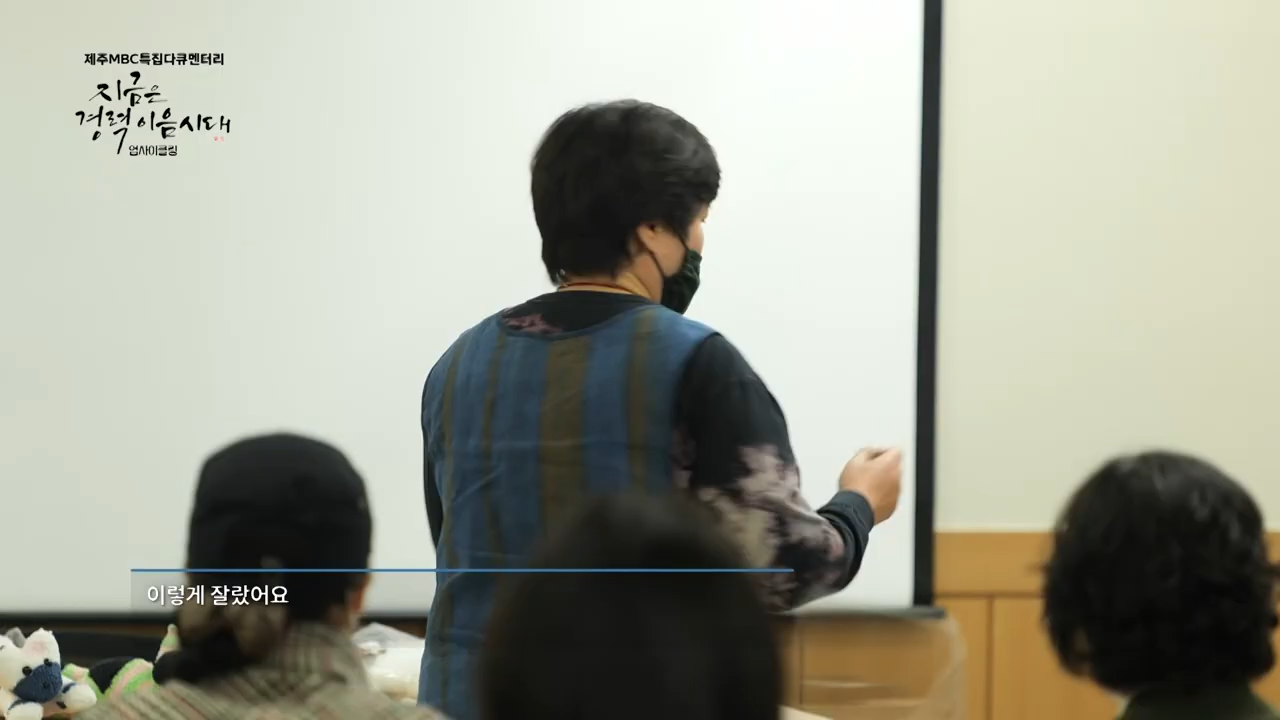 제주MBC특집다큐멘터리
지금은
경력이음시대
업사이클링
이렇게 잘랐어요